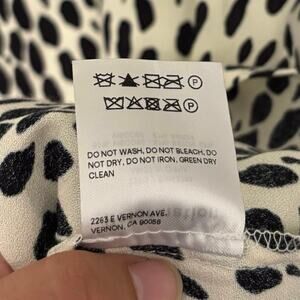 P
P
DO NOT WASH, DO NOT BLEACH, DO
NOT DRY, DO NOT IRON, GREEN DRY
CLEAN
2263 E VERNON AVE.
VERNON, CA 90058